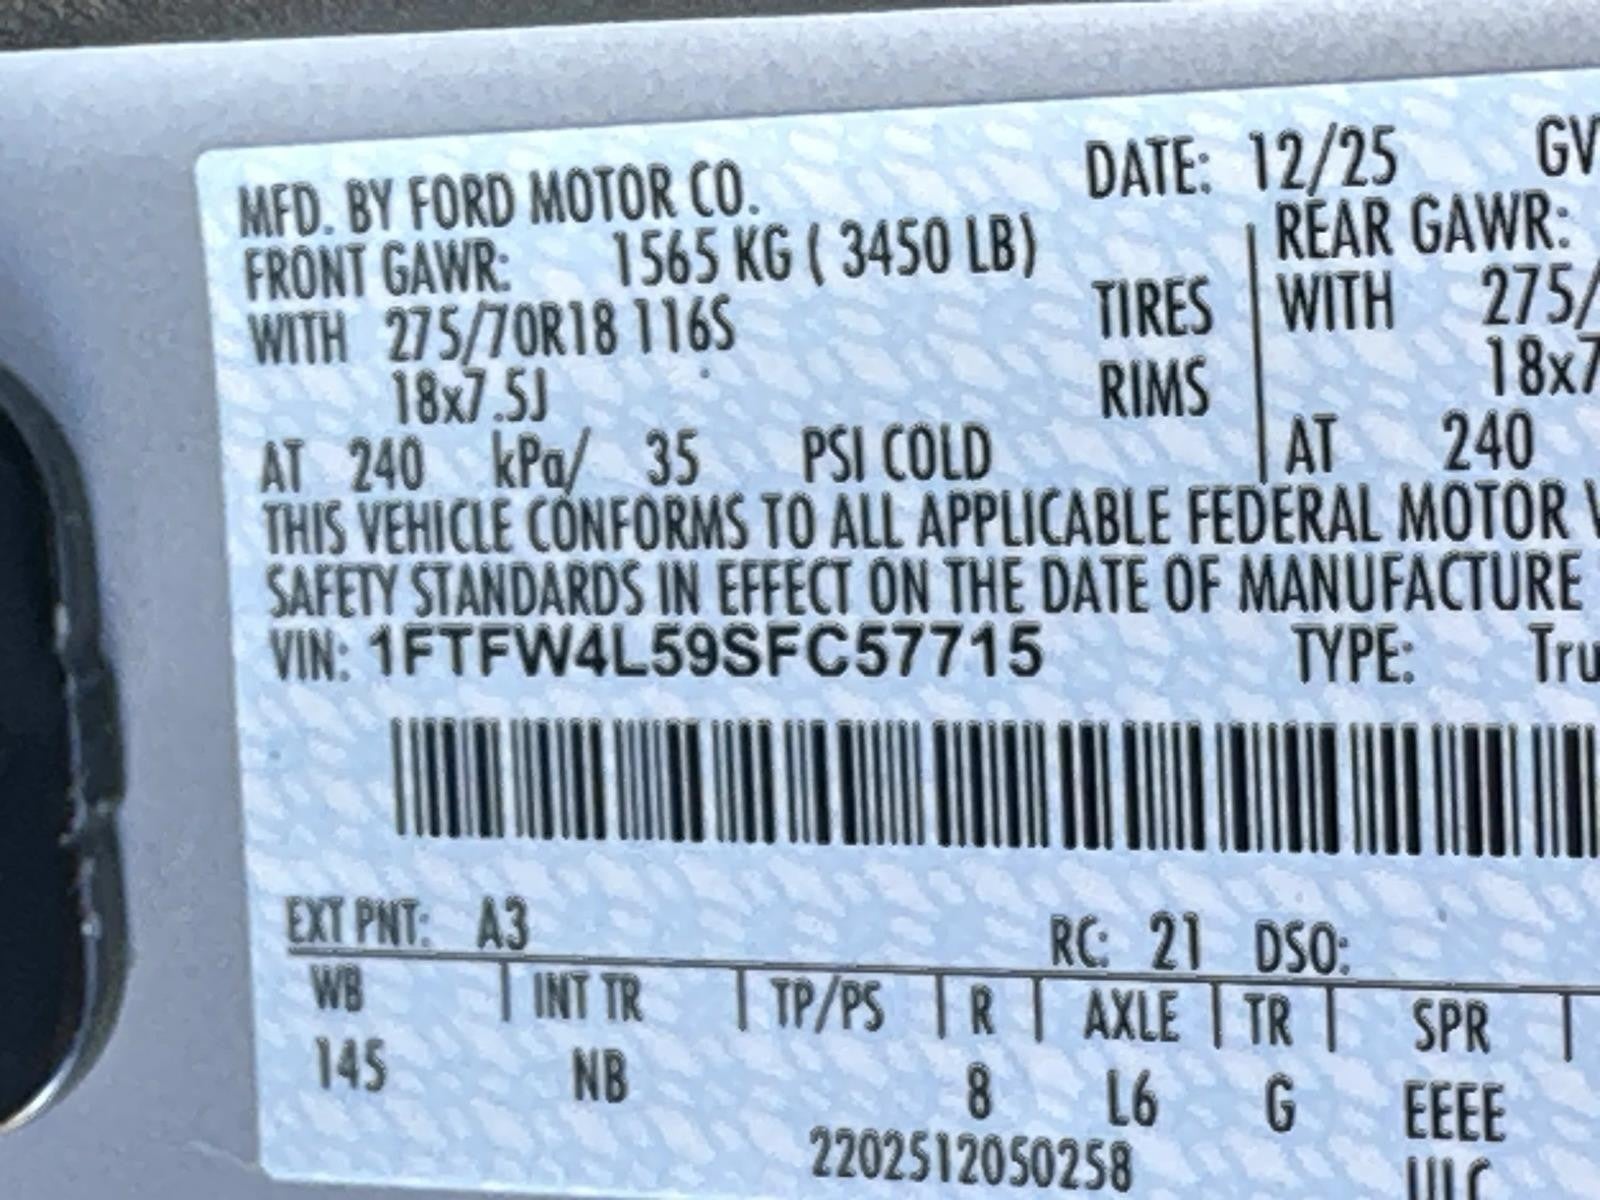 MFD. BY FORD MOTOR CO. DATE: 12/25 GV
FRONT GAWR: 1565 KG ( 3450 LB) REAR GAWR:
WITH 275/70R18 116S TIRES WITH 275/
18x7.5J RIMS 18x7
AT 240 kPa/ 35 PSI COLD AT 240
THIS VEHICLE CONFORMS TO ALL APPLICABLE FEDERAL MOTOR V
SAFETY STANDARDS IN EFFECT ON THE DATE OF MANUFACTURE
VIN: 1FTFW4L59SFC57715 TYPE: Tru
EXT PNT: A3 RC: 21 DSO:
WB | INT TR | TP/PS | R | AXLE | TR | SPR |
145 NB 8 L6 G EEEE
2202512050258